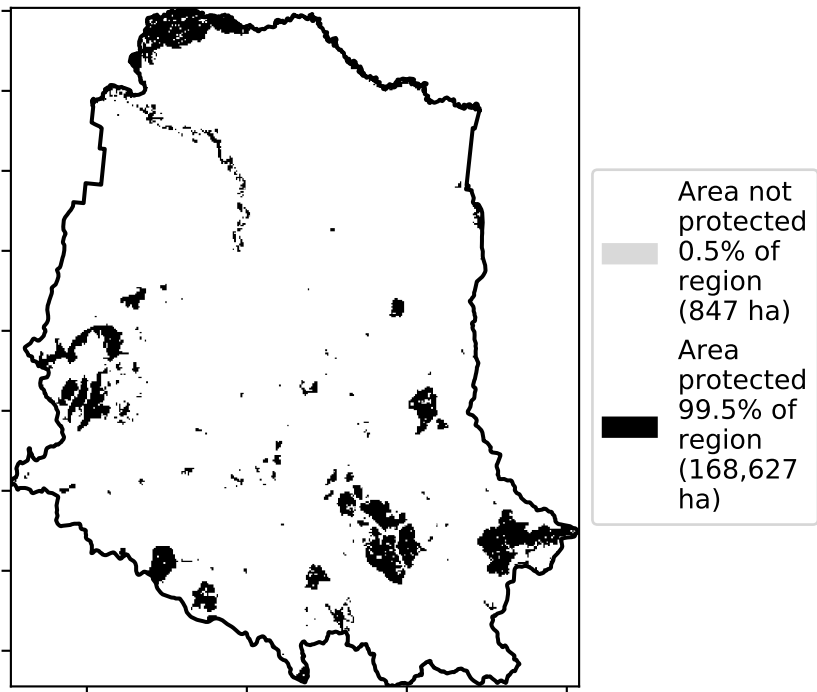 Area not
protected
0.5% of
region
(847 ha)
Area
protected
99.5% of
region
(168,627
ha)